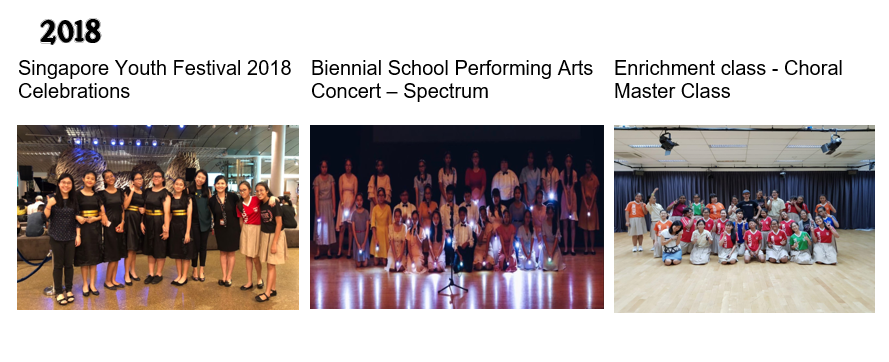 2018
Singapore Youth Festival 2018
Celebrations
Biennial School Performing Arts
Concert – Spectrum
Enrichment class - Choral
Master Class